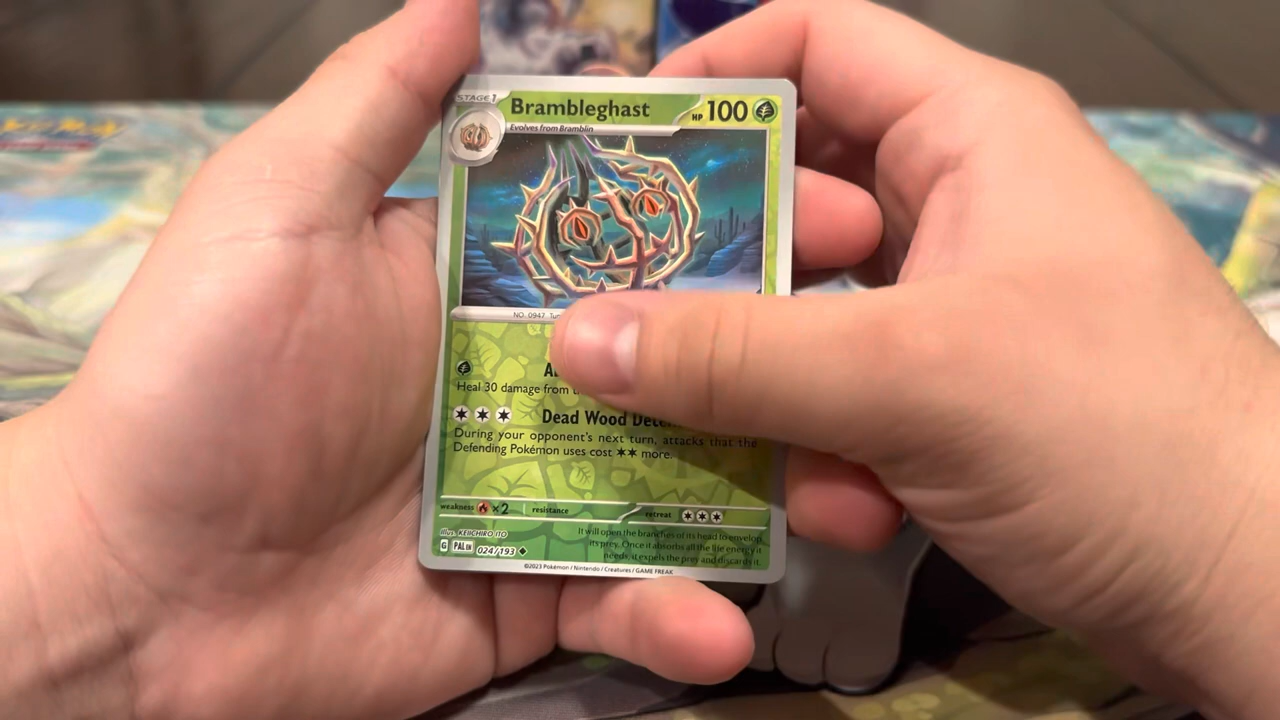 STAGE 1
Brambleghast
HP 100
Evolves from Bramblin
NO. 0947
Heal 30 damage from
Dead Wood
During your opponent's next turn, attacks that the
Defending Pokémon uses cost more.
weakness ×2 resistance retreat
Illus. KEIICHIRO ITO
G PAL EN 024/193
It will open the branches of its head to envelop
its prey. Once it absorbs all the life energy it
needs, it expels the prey and discards it.
©2023 Pokémon / Nintendo / Creatures / GAME FREAK